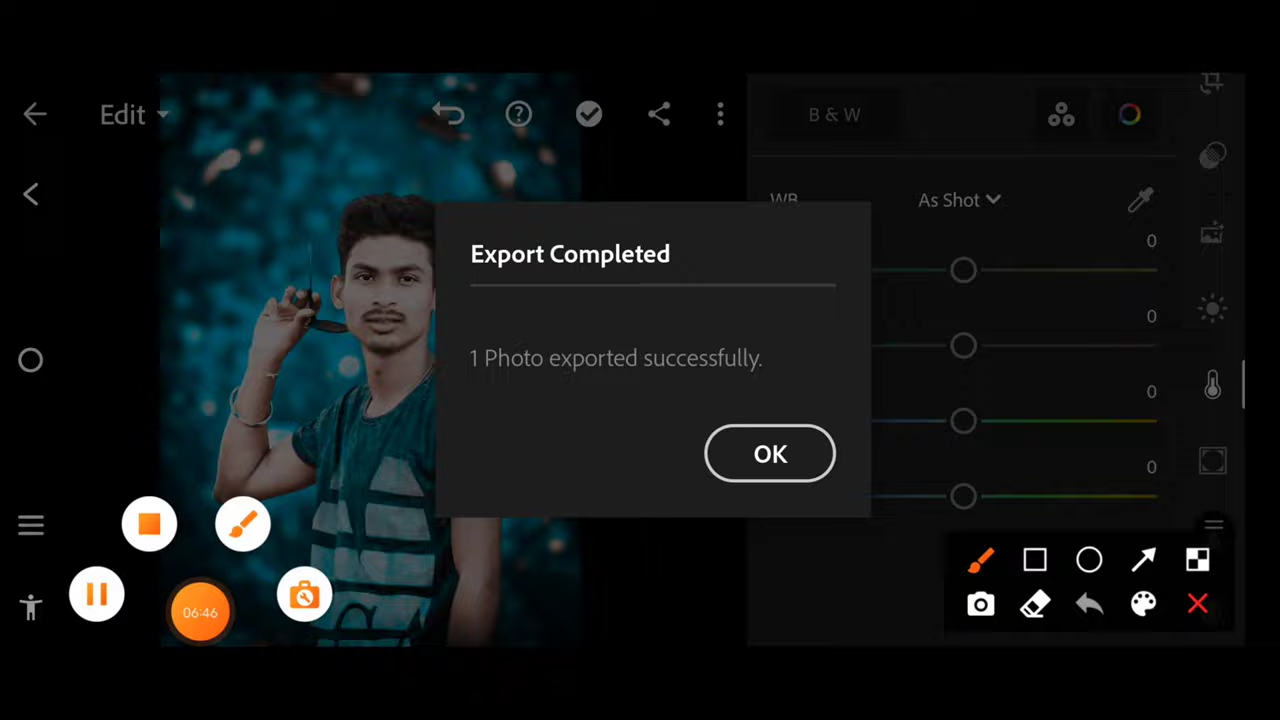 Edit
B & W
WB
As Shot
0
Export Completed
0
1 Photo exported successfully.
0
OK
0
06:46